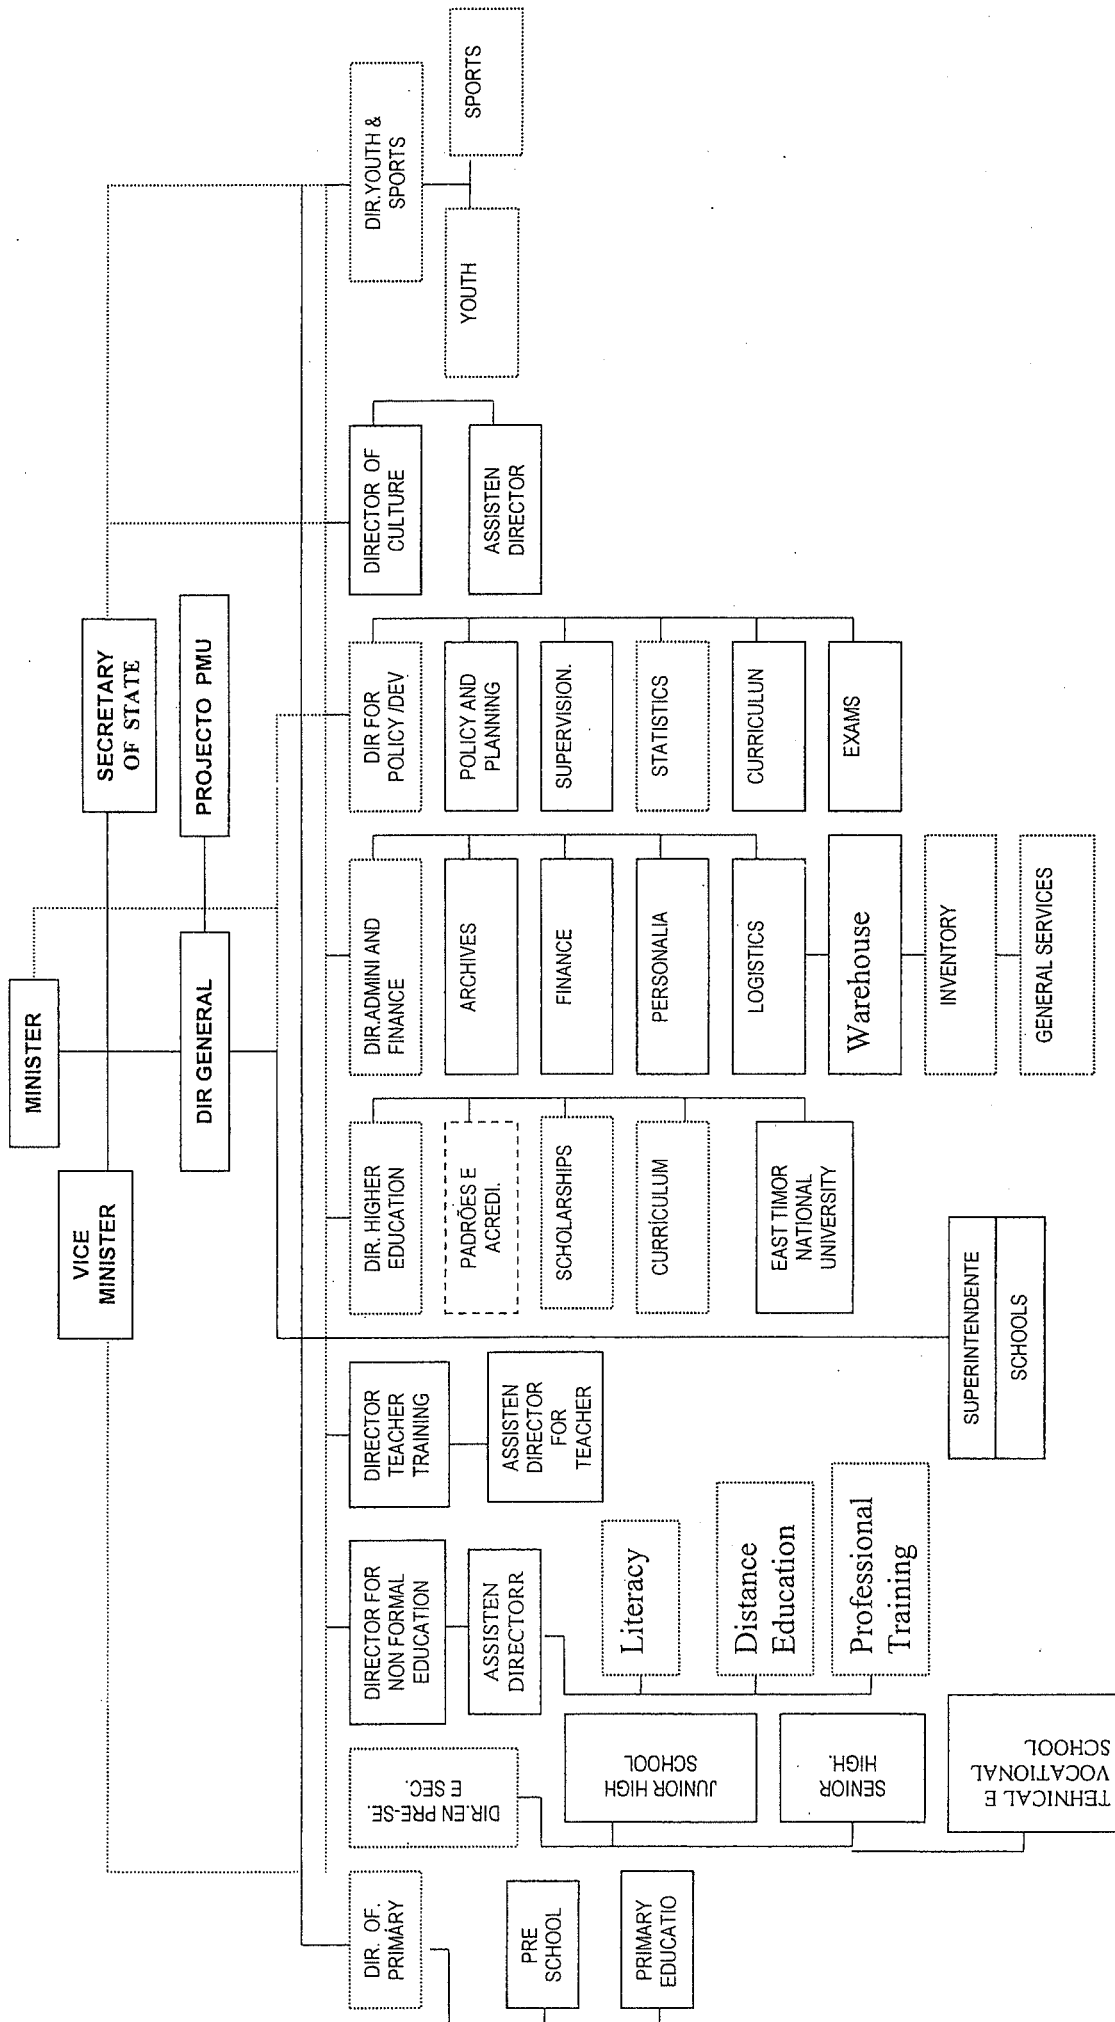 MINISTER
VICE
MINISTER
SECRETARY
OF STATE
DIR GENERAL
PROJECTO PMU
DIR. OF.
PRIMARY
PRE
SCHOOL
PRIMARY
EDUCATIO
DIR.EN PRE-SE.
E SEC.
JUNIOR HIGH
SCHOOL
SENIOR
HIGH.
TEHNICAL E
VOCATIONAL
SCHOOL
DIRECTOR FOR
NON FORMAL
EDUCATION
ASSISTEN
DIRECTORR
Literacy
Distance
Education
Professional
Training
DIRECTOR
TEACHER
TRAINING
ASSISTEN
DIRECTOR
FOR
TEACHER
SUPERINTENDENTE
SCHOOLS
DIR. HIGHER
EDUCATION
PADRÕES E
ACREDI.
SCHOLARSHIPS
CURRÍCULUM
EAST TIMOR
NATIONAL
UNIVERSITY
DIR.ADMINI AND
FINANCE
ARCHIVES
FINANCE
PERSONALIA
LOGISTICS
Warehouse
INVENTORY
GENERAL SERVICES
DIR FOR
POLICY /DEV
POLICY AND
PLANNING
SUPERVISION.
STATISTICS
CURRICULUN
EXAMS
DIRECTOR OF
CULTURE
ASSISTEN
DIRECTOR
DIR.YOUTH &
SPORTS
YOUTH
SPORTS